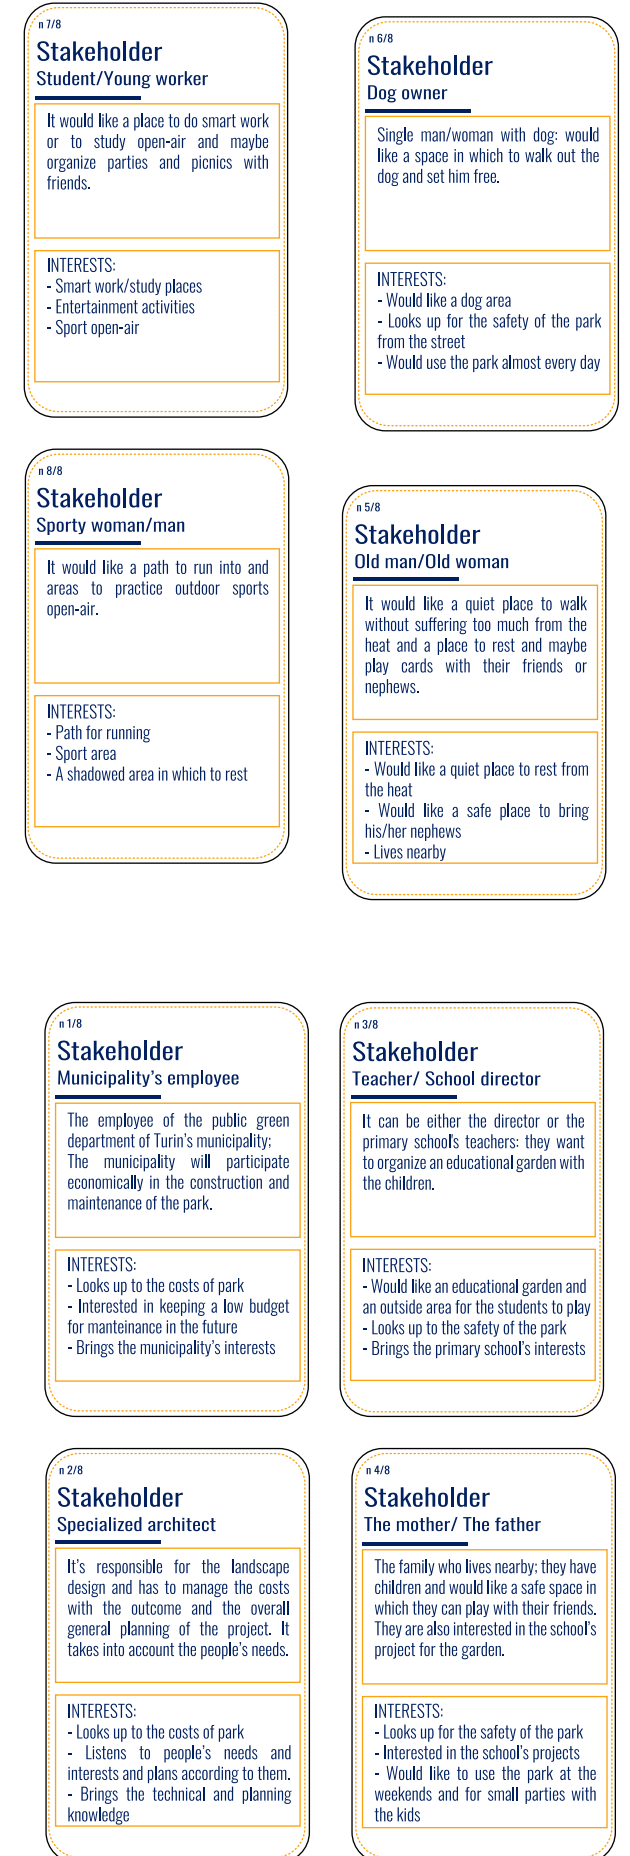 n 7/8
Stakeholder
Student/Young worker
It would like a place to do smart work
or to study open-air and maybe
organize parties and picnics with
friends.
INTERESTS:
- Smart work/study places
- Entertainment activities
- Sport open-air
n 6/8
Stakeholder
Dog owner
Single man/woman with dog: would
like a space in which to walk out the
dog and set him free.
INTERESTS:
- Would like a dog area
- Looks up for the safety of the park
from the street
- Would use the park almost every day
n 8/8
Stakeholder
Sporty woman/man
It would like a path to run into and
areas to practice outdoor sports
open-air.
INTERESTS:
- Path for running
- Sport area
- A shadowed area in which to rest
n 5/8
Stakeholder
Old man/Old woman
It would like a quiet place to walk
without suffering too much from the
heat and a place to rest and maybe
play cards with their friends or
nephews.
INTERESTS:
- Would like a quiet place to rest from
the heat
- Would like a safe place to bring
his/her nephews
- Lives nearby
n 1/8
Stakeholder
Municipality's employee
The employee of the public green
department of Turin's municipality;
The municipality will participate
economically in the construction and
maintenance of the park.
INTERESTS:
- Looks up to the costs of park
- Interested in keeping a low budget
for manteinance in the future
- Brings the municipality's interests
n 3/8
Stakeholder
Teacher/ School director
It can be either the director or the
primary school's teachers: they want
to organize an educational garden with
the children.
INTERESTS:
- Would like an educational garden and
an outside area for the students to play
- Looks up to the safety of the park
- Brings the primary school's interests
n 2/8
Stakeholder
Specialized architect
It's responsible for the landscape
design and has to manage the costs
with the outcome and the overall
general planning of the project. It
takes into account the people's needs.
INTERESTS:
- Looks up to the costs of park
- Listens to people's needs and
interests and plans according to them.
- Brings the technical and planning
knowledge
n 4/8
Stakeholder
The mother/ The father
The family who lives nearby; they have
children and would like a safe space in
which they can play with their friends.
They are also interested in the school's
project for the garden.
INTERESTS:
- Looks up for the safety of the park
- Interested in the school's projects
- Would like to use the park at the
weekends and for small parties with
the kids